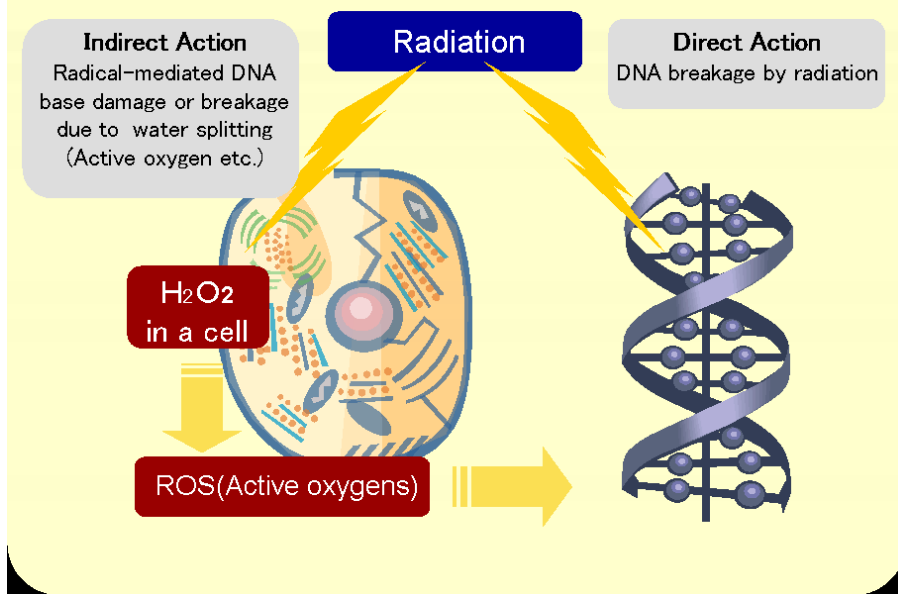 Radiation
Indirect Action
Radical-mediated DNA
base damage or breakage
due to water splitting
(Active oxygen etc.)
Direct Action
DNA breakage by radiation
H₂O2
in a cell
ROS(Active oxygens)